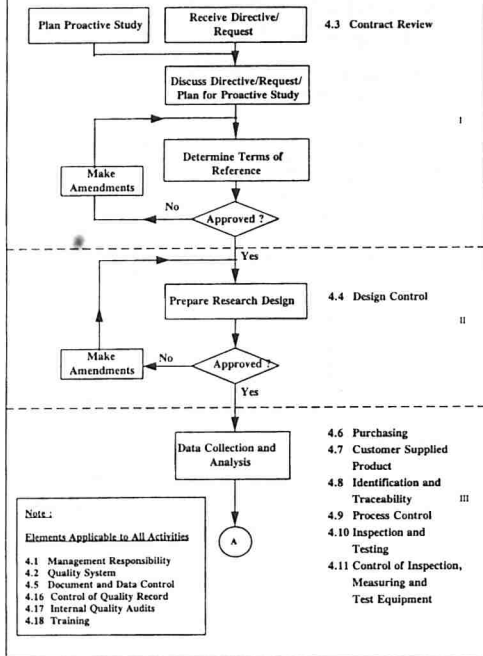 Plan Proactive Study
Receive Directive/
Request
4.3 Contract Review
Discuss Directive/Request/
Plan for Proactive Study
I
Determine Terms of
Reference
Make
Amendments
No
Approved ?
Yes
Prepare Research Design
4.4 Design Control
II
Make
Amendments
No
Approved ?
Yes
Data Collection and
Analysis
4.6 Purchasing
4.7 Customer Supplied
Product
4.8 Identification and
Traceability
III
4.9 Process Control
4.10 Inspection and
Testing
4.11 Control of Inspection,
Measuring and
Test Equipment
A
Note :
Elements Applicable to All Activities
4.1 Management Responsibility
4.2 Quality System
4.5 Document and Data Control
4.16 Control of Quality Record
4.17 Internal Quality Audits
4.18 Training